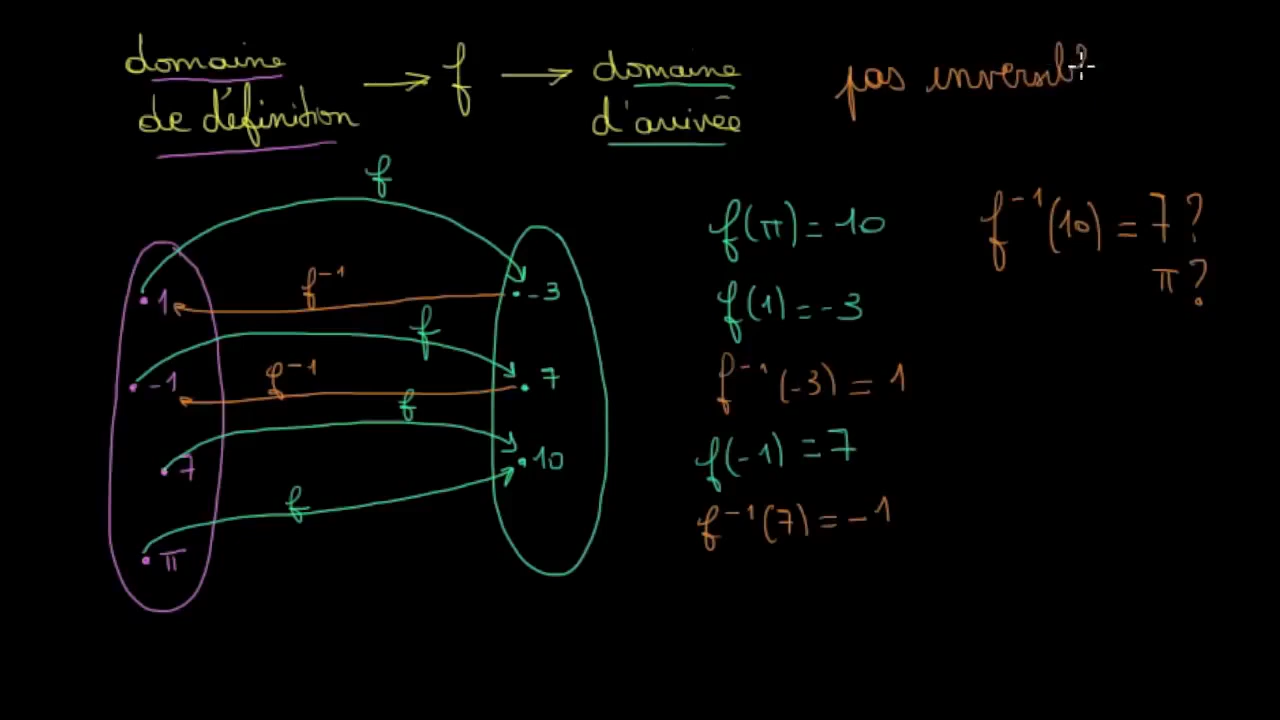 domaine de définition → f → domaine d'arrivée
pas inversible
f
1
f⁻¹
-3
f
-1
f⁻¹
7
f
7
10
f
π
f(π) = 10
f(1) = -3
f⁻¹(-3) = 1
f(-1) = 7
f⁻¹(7) = -1
f⁻¹(10) = 7?
π?